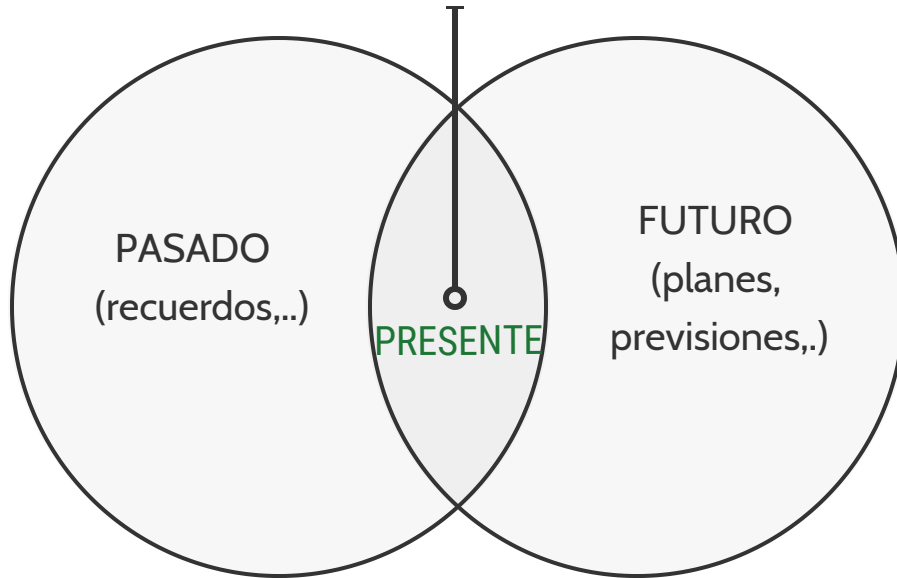 PASADO
(recuerdos,..)
PRESENTE
FUTURO
(planes,
previsiones,.)